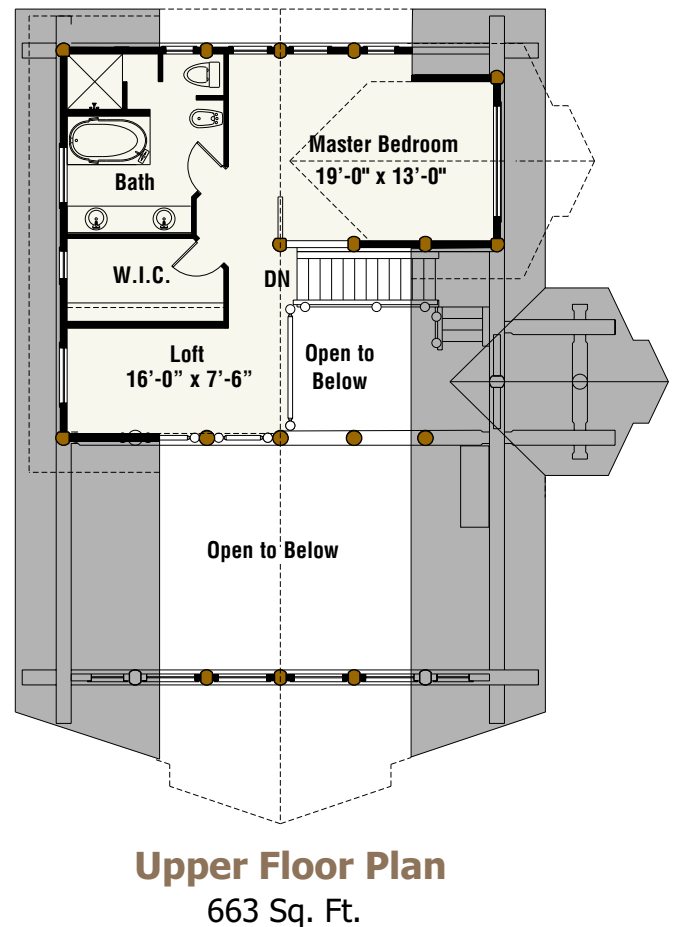 Master Bedroom
19’-0" x 13’-0"
Bath
W.I.C.
DN
Loft
16’-0” x 7’-6”
Open to
Below
Open to Below
Upper Floor Plan
663 Sq. Ft.